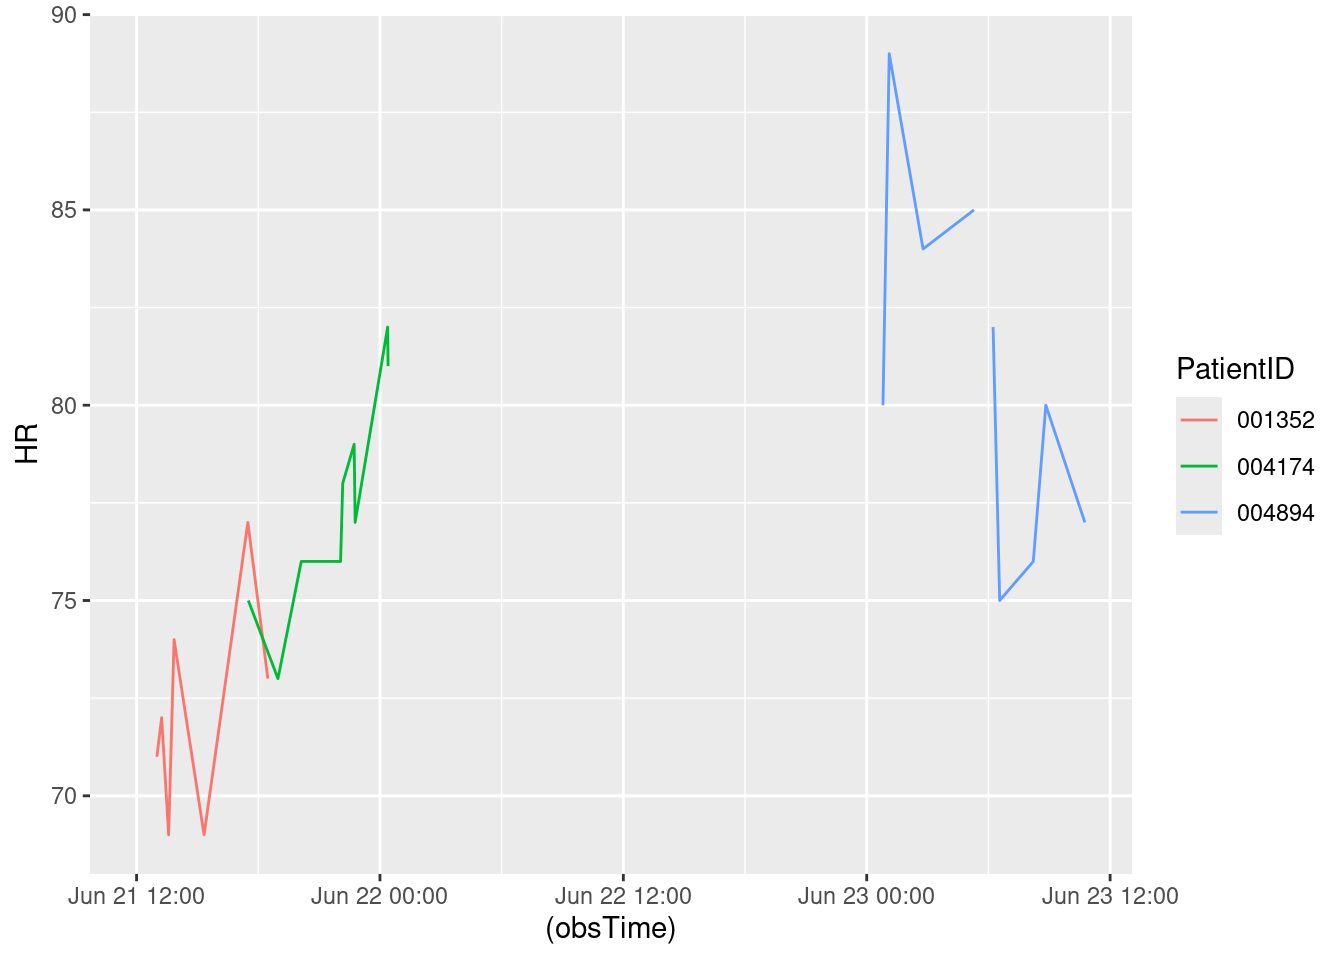 90
85
80
75
70
HR
Jun 21 12:00
Jun 22 00:00
Jun 22 12:00
Jun 23 00:00
Jun 23 12:00
(obsTime)
PatientID
001352
004174
004894